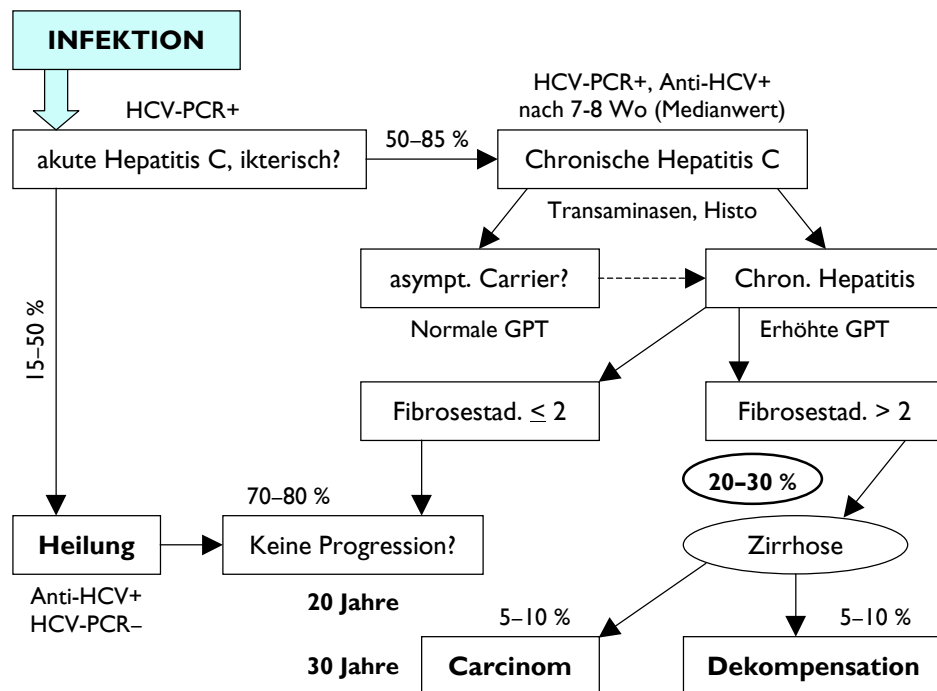 INFEKTION
HCV-PCR+
HCV-PCR+, Anti-HCV+
nach 7-8 Wo (Medianwert)
akute Hepatitis C, ikterisch?
50–85 %
Chronische Hepatitis C
Transaminasen, Histo
asympt. Carrier?
Chron. Hepatitis
Normale GPT
Erhöhte GPT
15–50 %
Fibrosestad. ≤ 2
Fibrosestad. > 2
20–30 %
70–80 %
Heilung
Keine Progression?
Zirrhose
Anti-HCV+
HCV-PCR–
20 Jahre
5–10 %
5–10 %
30 Jahre
Carcinom
Dekompensation